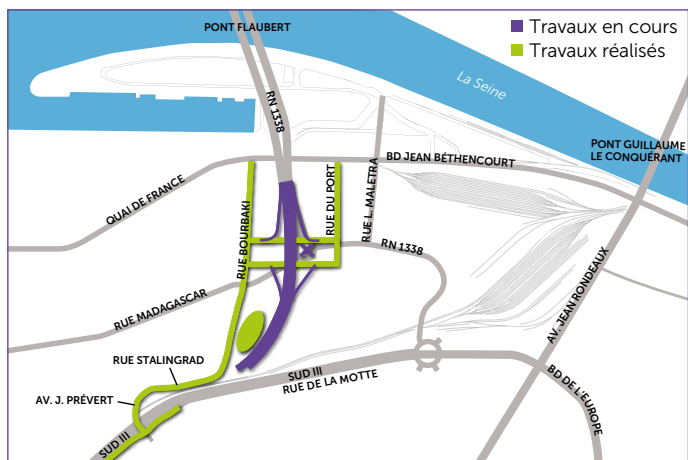 PONT FLAUBERT
Travaux en cours
Travaux réalisés
La Seine
RN 1338
PONT GUILLAUME
LE CONQUÉRANT
BD JEAN BÉTHENCOURT
QUAI DE FRANCE
RUE BOURBAKI
RUE DU PORT
RUE L. MALETRA
RN 1338
RUE MADAGASCAR
AV. JEAN RONDEAUX
RUE STALINGRAD
SUD III
RUE DE LA MOTTE
AV. J. PRÉVERT
BD DE L'EUROPE
SUD III